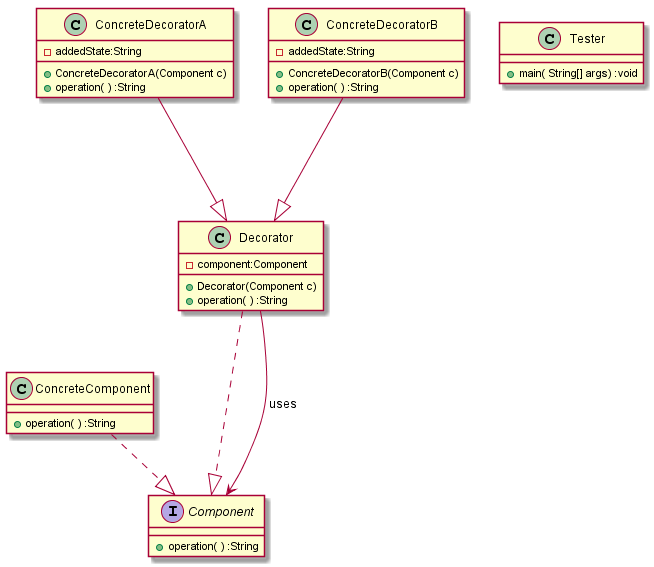 C ConcreteDecoratorA
addedState:String
ConcreteDecoratorA(Component c)
operation( ) :String
C ConcreteDecoratorB
addedState:String
ConcreteDecoratorB(Component c)
operation( ) :String
C Tester
main( String[] args) :void
C Decorator
component:Component
Decorator(Component c)
operation( ) :String
uses
C ConcreteComponent
operation( ) :String
I Component
operation( ) :String